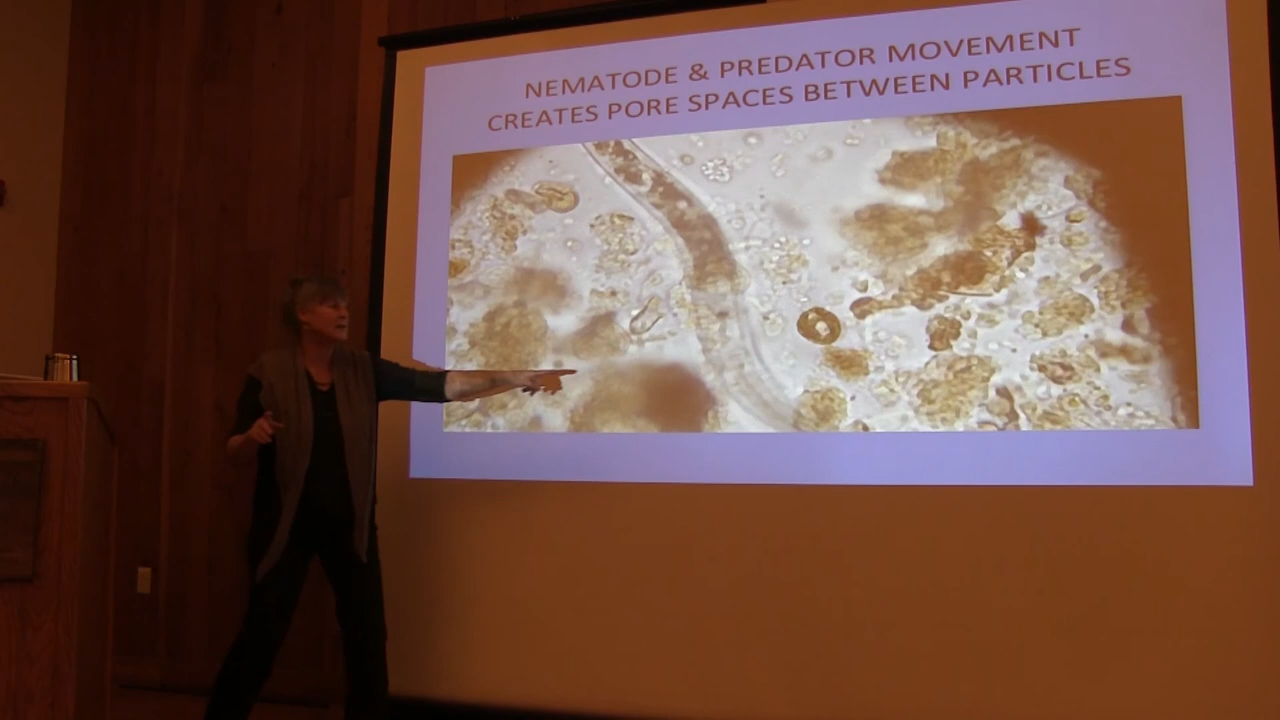 NEMATODE & PREDATOR MOVEMENT
CREATES PORE SPACES BETWEEN PARTICLES